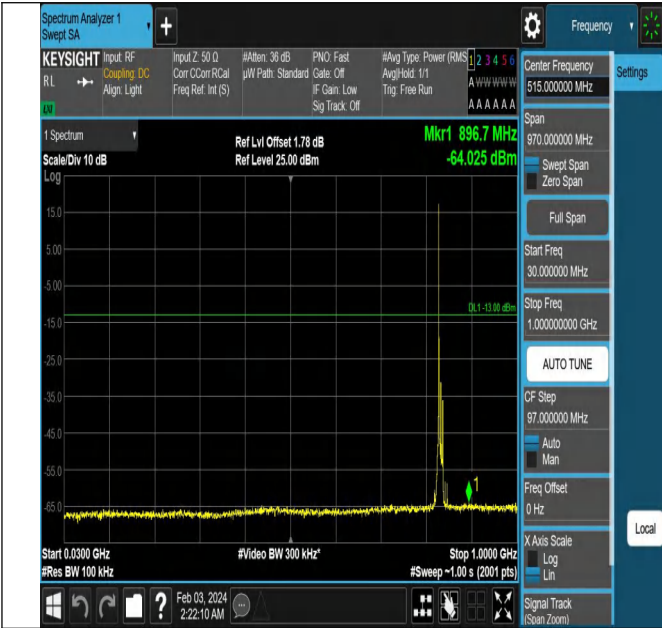 Spectrum Analyzer 1
Swept SA
Frequency
KEYSIGHT
RL
LXI
Input: RF
Coupling: DC
Align: Light
Input Z: 50 Ω
Corr CCorr RCal
Freq Ref: Int (S)
#Atten: 36 dB
µW Path: Standard
PNO: Fast
Gate: Off
IF Gain: Low
Sig Track: Off
#Avg Type: Power (RMS
Avg|Hold: 1/1
Trig: Free Run
1 2 3 4 5 6
A W W W W W
A A A A A A
1 Spectrum
Scale/Div 10 dB
Log
Ref Lvl Offset 1.78 dB
Ref Level 25.00 dBm
Mkr1 896.7 MHz
-64.025 dBm
15.0
5.00
-5.00
DL1 -13.00 dBm
-15.0
-25.0
-35.0
-45.0
-55.0
1
-65.0
Start 0.0300 GHz
#Res BW 100 kHz
#Video BW 300 kHz*
Stop 1.0000 GHz
#Sweep ~1.00 s (2001 pts)
?
Feb 03, 2024
2:22:10 AM
Center Frequency
515.000000 MHz
Settings
Span
970.000000 MHz
Swept Span
Zero Span
Full Span
Start Freq
30.000000 MHz
Stop Freq
1.000000000 GHz
AUTO TUNE
CF Step
97.000000 MHz
Auto
Man
Freq Offset
0 Hz
Local
X Axis Scale
Log
Lin
Signal Track
(Span Zoom)